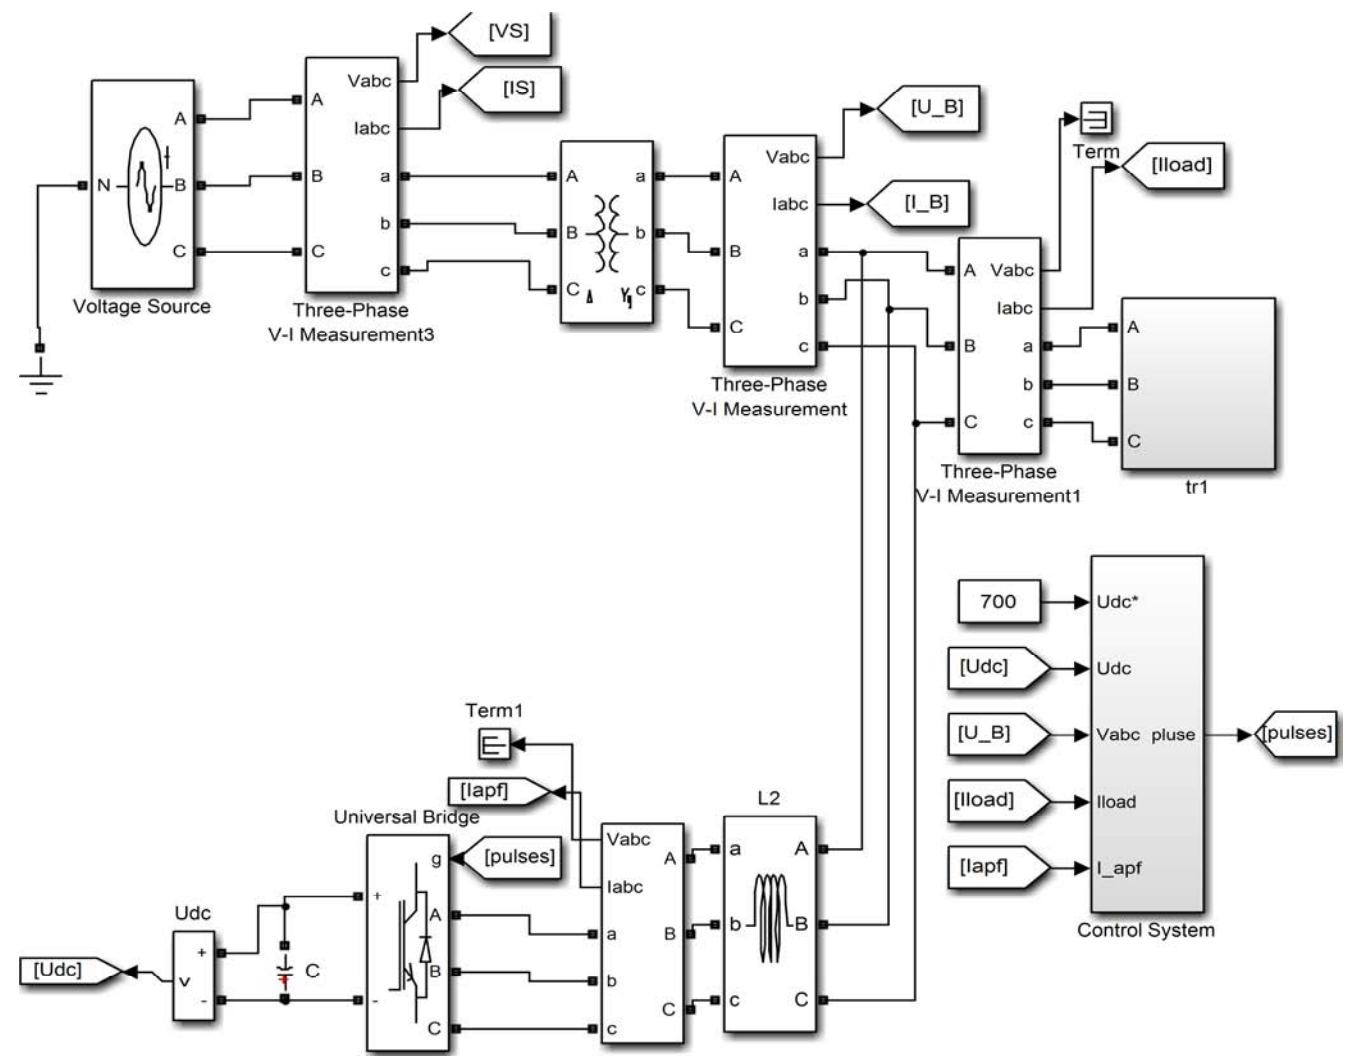 [VS]
[IS]
Vabc
Iabc
A
B
C
a
b
c
N
A
B
C
Voltage Source
Three-Phase
V-I Measurement3
A
B
C
a
b
c
Δ
Yg
[U_B]
[I_B]
Vabc
Iabc
A
B
C
a
b
c
Three-Phase
V-I Measurement
Term
[Iload]
Vabc
Iabc
A
B
C
a
b
c
Three-Phase
V-I Measurement1
A
B
C
tr1
700
[Udc]
[U_B]
[Iload]
[Iapf]
Udc*
Udc
Vabc
pluse
Iload
I_apf
[pulses]
Control System
Term1
[Iapf]
Universal Bridge
[pulses]
g
+
-
A
B
C
Vabc
Iabc
A
B
C
a
b
c
L2
a
b
c
A
B
C
Udc
+
-
v
[Udc]
C
+